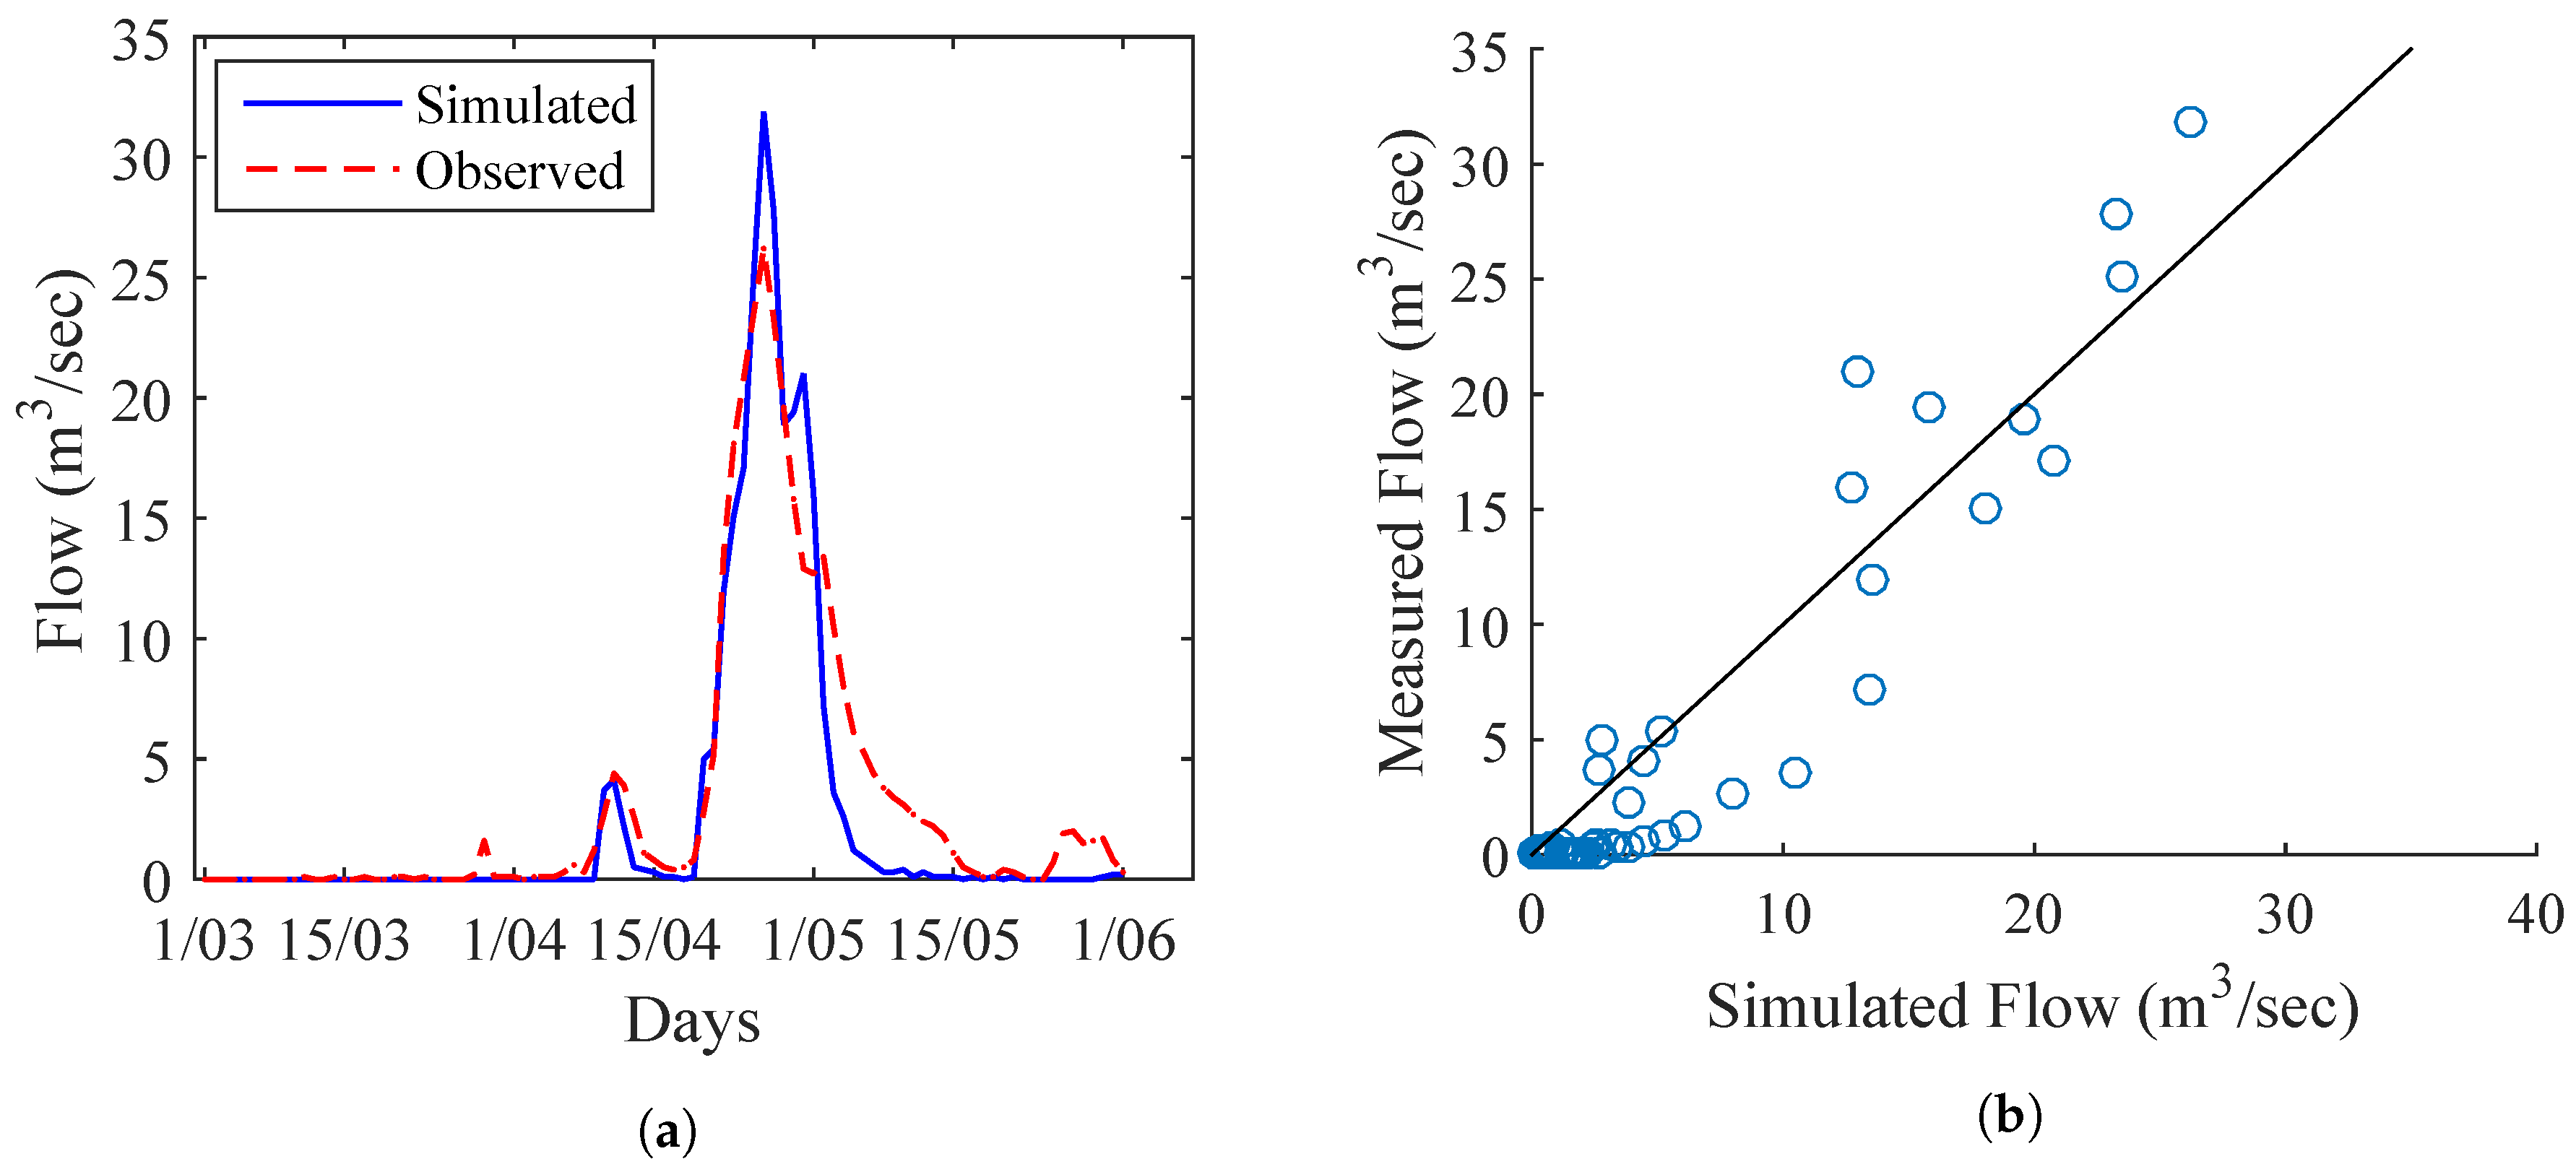 35
30
25
20
15
10
5
0
Flow (m3/sec)
Simulated
Observed
1/03 15/03 1/04 15/04 1/05 15/05 1/06
Days
(a)
35
30
25
20
15
10
5
0
Measured Flow (m3/sec)
0 10 20 30 40
Simulated Flow (m3/sec)
(b)